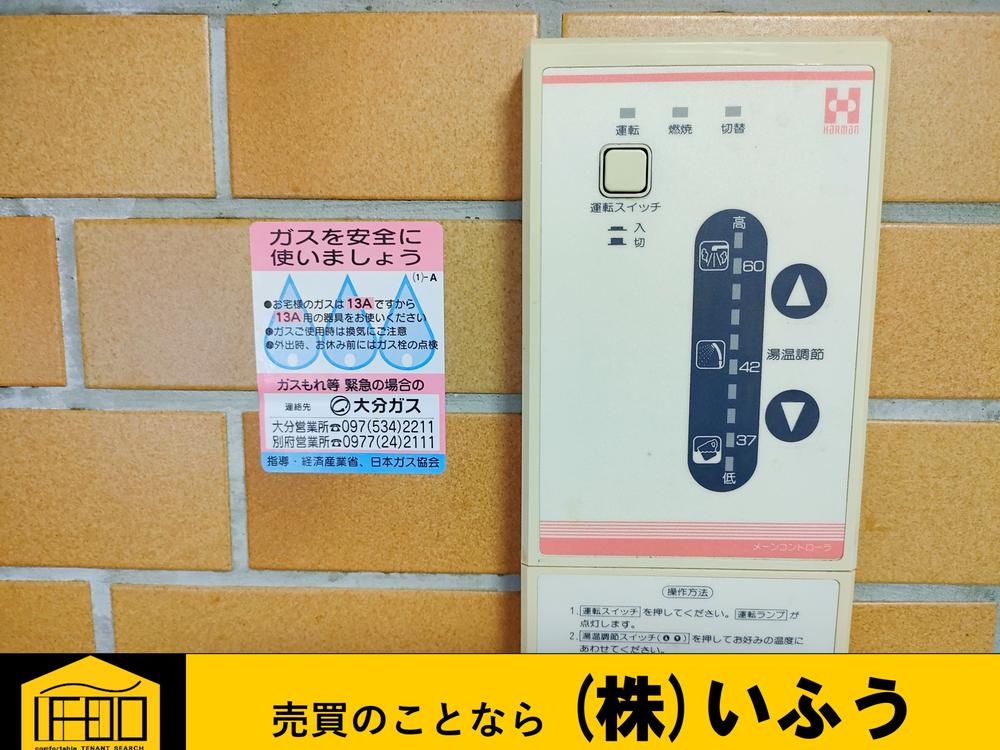 ガスを安全に
使いましょう
(1)-A
●お宅様のガスは 13A ですから
13A 用の器具をお使いください
●ガスご使用時は換気にご注意
●外出時、お休み前にはガス栓の点検
ガスもれ等 緊急の場合の
連絡先 大分ガス
大分営業所☎097(534)2211
別府営業所☎0977(24)2111
指導・経済産業省、日本ガス協会
HARMAN
運転 燃焼 切替
運転スイッチ
入
切
高
60
42
37
低
湯温調節
メーンコントローラ
操作方法
1. 運転スイッチ を押してください。 運転ランプ が
点灯します。
2. 湯温調節スイッチ(▲▼) を押してお好みの温度に
あわせてください。
comfortable TENANT SEARCH
売買のことなら (株)いふう